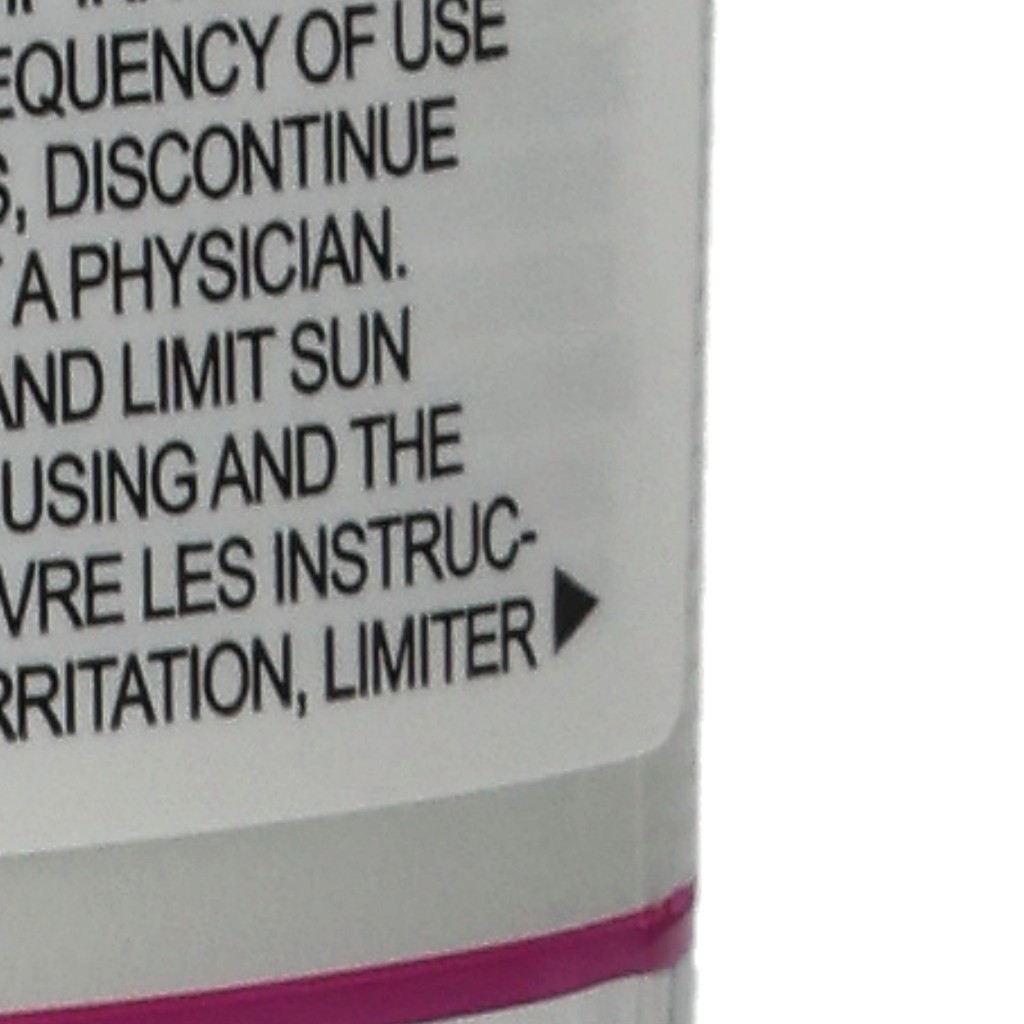 EQUENCY OF USE
S, DISCONTINUE
A PHYSICIAN.
AND LIMIT SUN
USING AND THE
VRE LES INSTRUC-
RRITATION, LIMITER